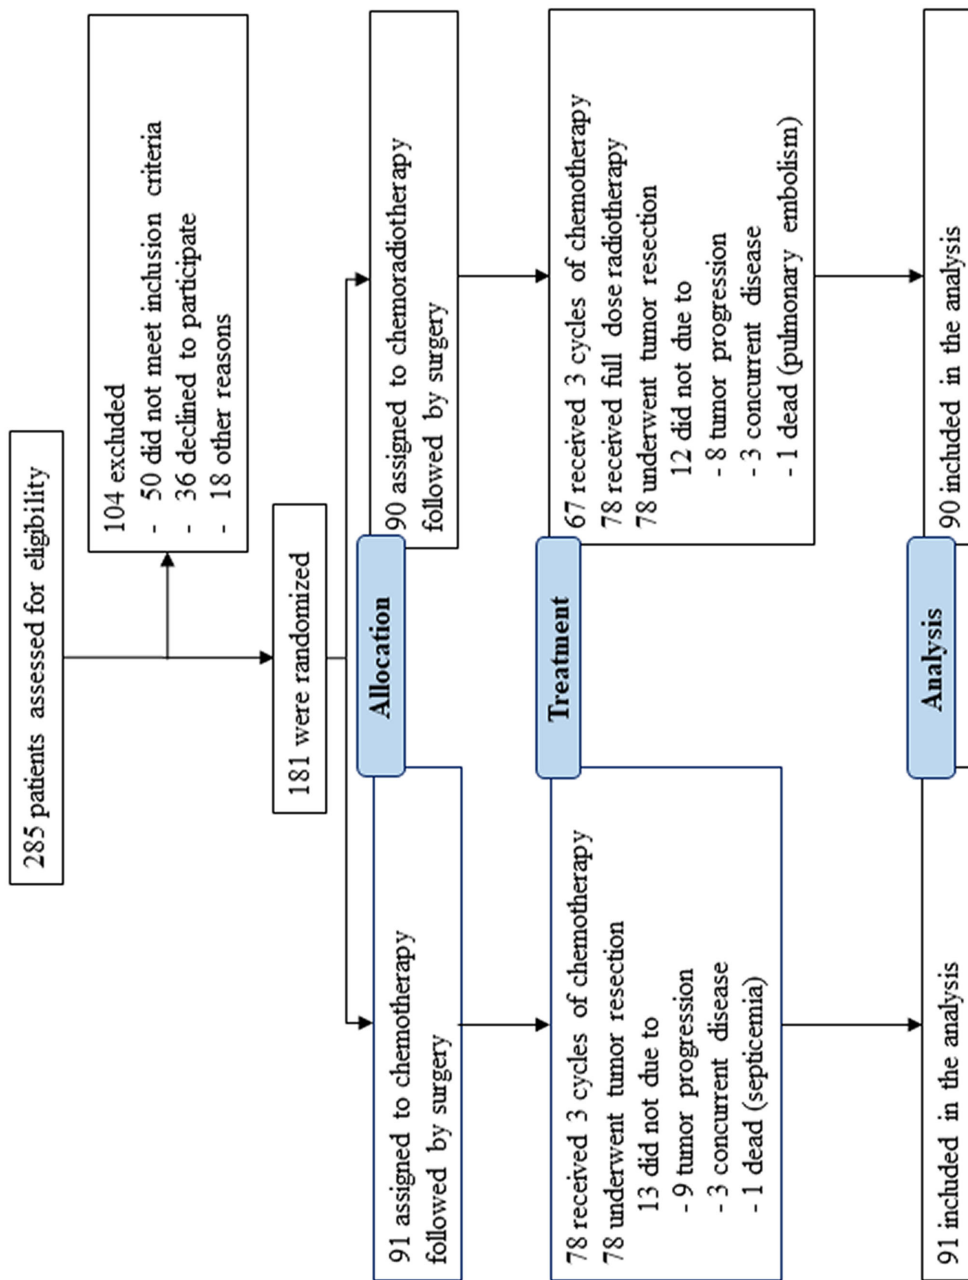 285 patients assessed for eligibility
104 excluded
- 50 did not meet inclusion criteria
- 36 declined to participate
- 18 other reasons
181 were randomized
Allocation
91 assigned to chemotherapy
followed by surgery
90 assigned to chemoradiotherapy
followed by surgery
Treatment
78 received 3 cycles of chemotherapy
78 underwent tumor resection
13 did not due to
- 9 tumor progression
- 3 concurrent disease
- 1 dead (septicemia)
67 received 3 cycles of chemotherapy
78 received full dose radiotherapy
78 underwent tumor resection
12 did not due to
- 8 tumor progression
- 3 concurrent disease
- 1 dead (pulmonary embolism)
Analysis
91 included in the analysis
90 included in the analysis